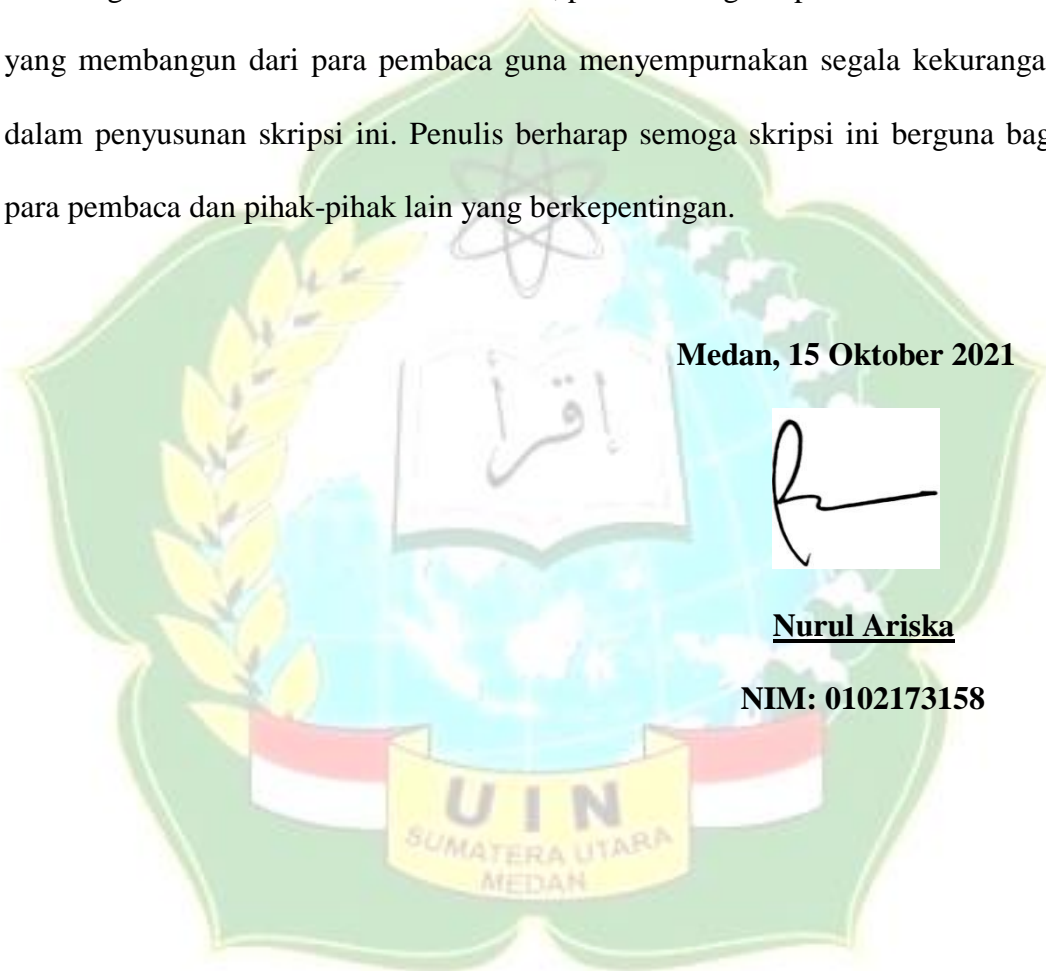 yang membangun dari para pembaca guna menyempurnakan segala kekuranga
dalam penyusunan skripsi ini. Penulis berharap semoga skripsi ini berguna bag
para pembaca dan pihak-pihak lain yang berkepentingan.
إقرأ
Medan, 15 Oktober 2021
Nurul Ariska
NIM: 0102173158
UIN
SUMATERA UTARA
MEDAN